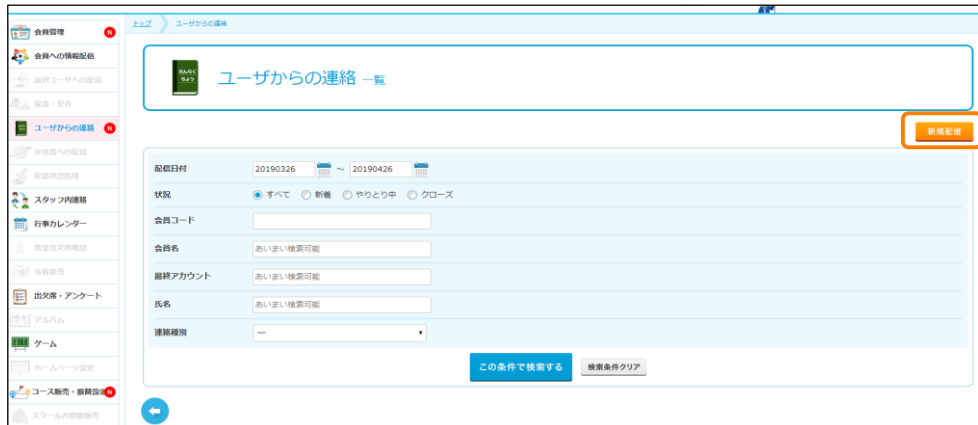 トップ ユーザからの連絡
会員管理 N
会員への情報配信
選択ユーザへの配信
緊急・配信
ユーザからの連絡 N
非会員への配信
配信承認処理
スタッフ内連絡
行事カレンダー
教室出欠席確認
写真販売
出欠席・アンケート
アルバム
ゲーム
ホームページ設定
コース販売・振替設定 N
スクール内物販販売
れんらく
ちょう
ユーザからの連絡 一覧
新規配信
配信日付 20190326 ～ 20190426
状況 すべて 新着 やりとり中 クローズ
会員コード
会員名 あいまい検索可能
最終アカウント あいまい検索可能
氏名 あいまい検索可能
連絡種別 ---
この条件で検索する 検索条件クリア